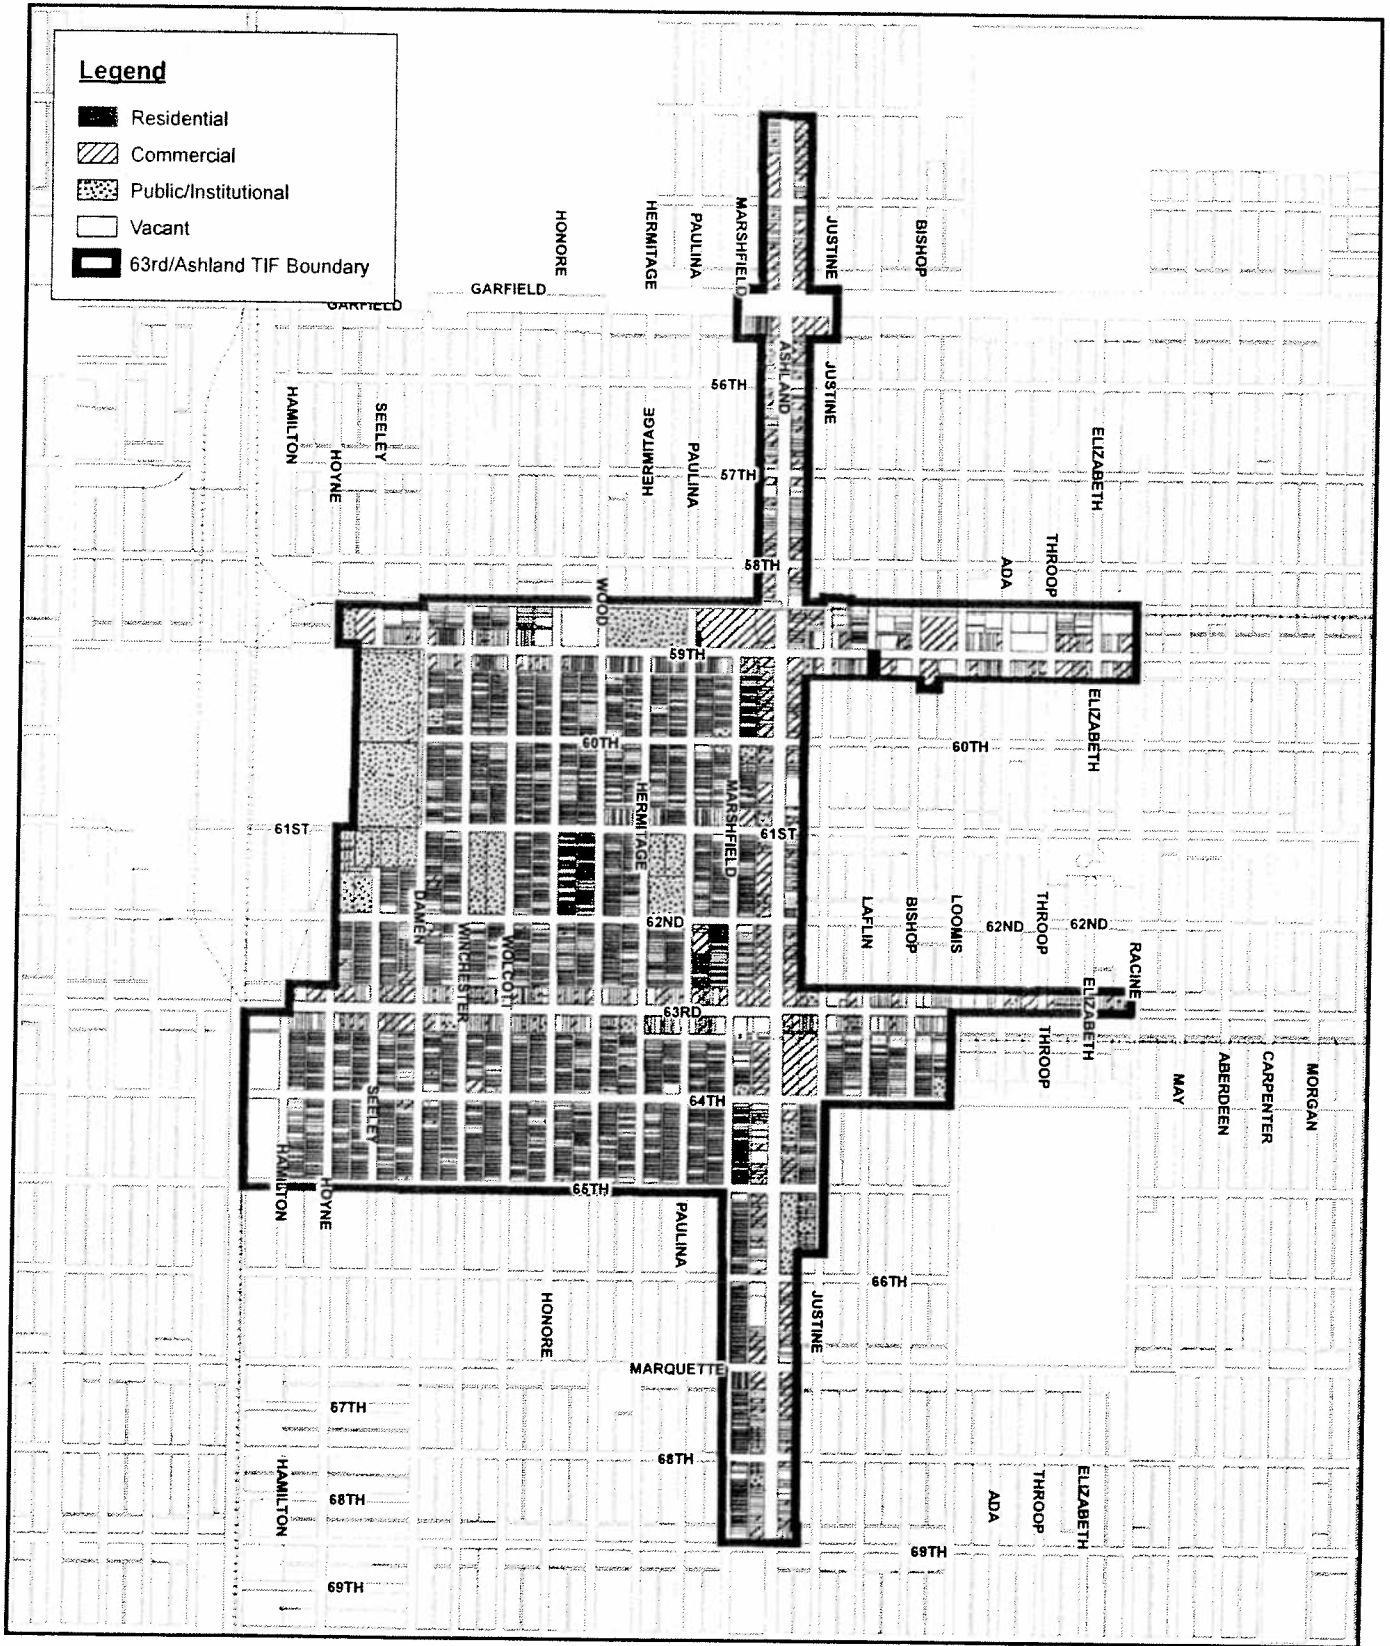 Legend
Residential
Commercial
Public/Institutional
Vacant
63rd/Ashland TIF Boundary
HONORE
HERMITAGE
PAULINA
MARSHFIELD
JUSTINE
BISHOP
GARFIELD
GARFIELD
ASHLAND
56TH
JUSTINE
HAMILTON
SEELEY
HOYNE
HERMITAGE
PAULINA
57TH
ELIZABETH
58TH
ADA
THROOP
WOOD
59TH
ELIZABETH
60TH
60TH
HERMITAGE
MARSHFIELD
61ST
61ST
DAMEN
WINCHESTER
WOLCOTT
62ND
LAFLIN
BISHOP
LOOMIS
62ND
THROOP
62ND
RACINE
ELIZABETH
63RD
THROOP
MAY
ABERDEEN
CARPENTER
MORGAN
SEELEY
64TH
HAMILTON
HOYNE
65TH
PAULINA
66TH
HONORE
JUSTINE
MARQUETTE
67TH
68TH
HAMILTON
68TH
ADA
THROOP
ELIZABETH
69TH
69TH